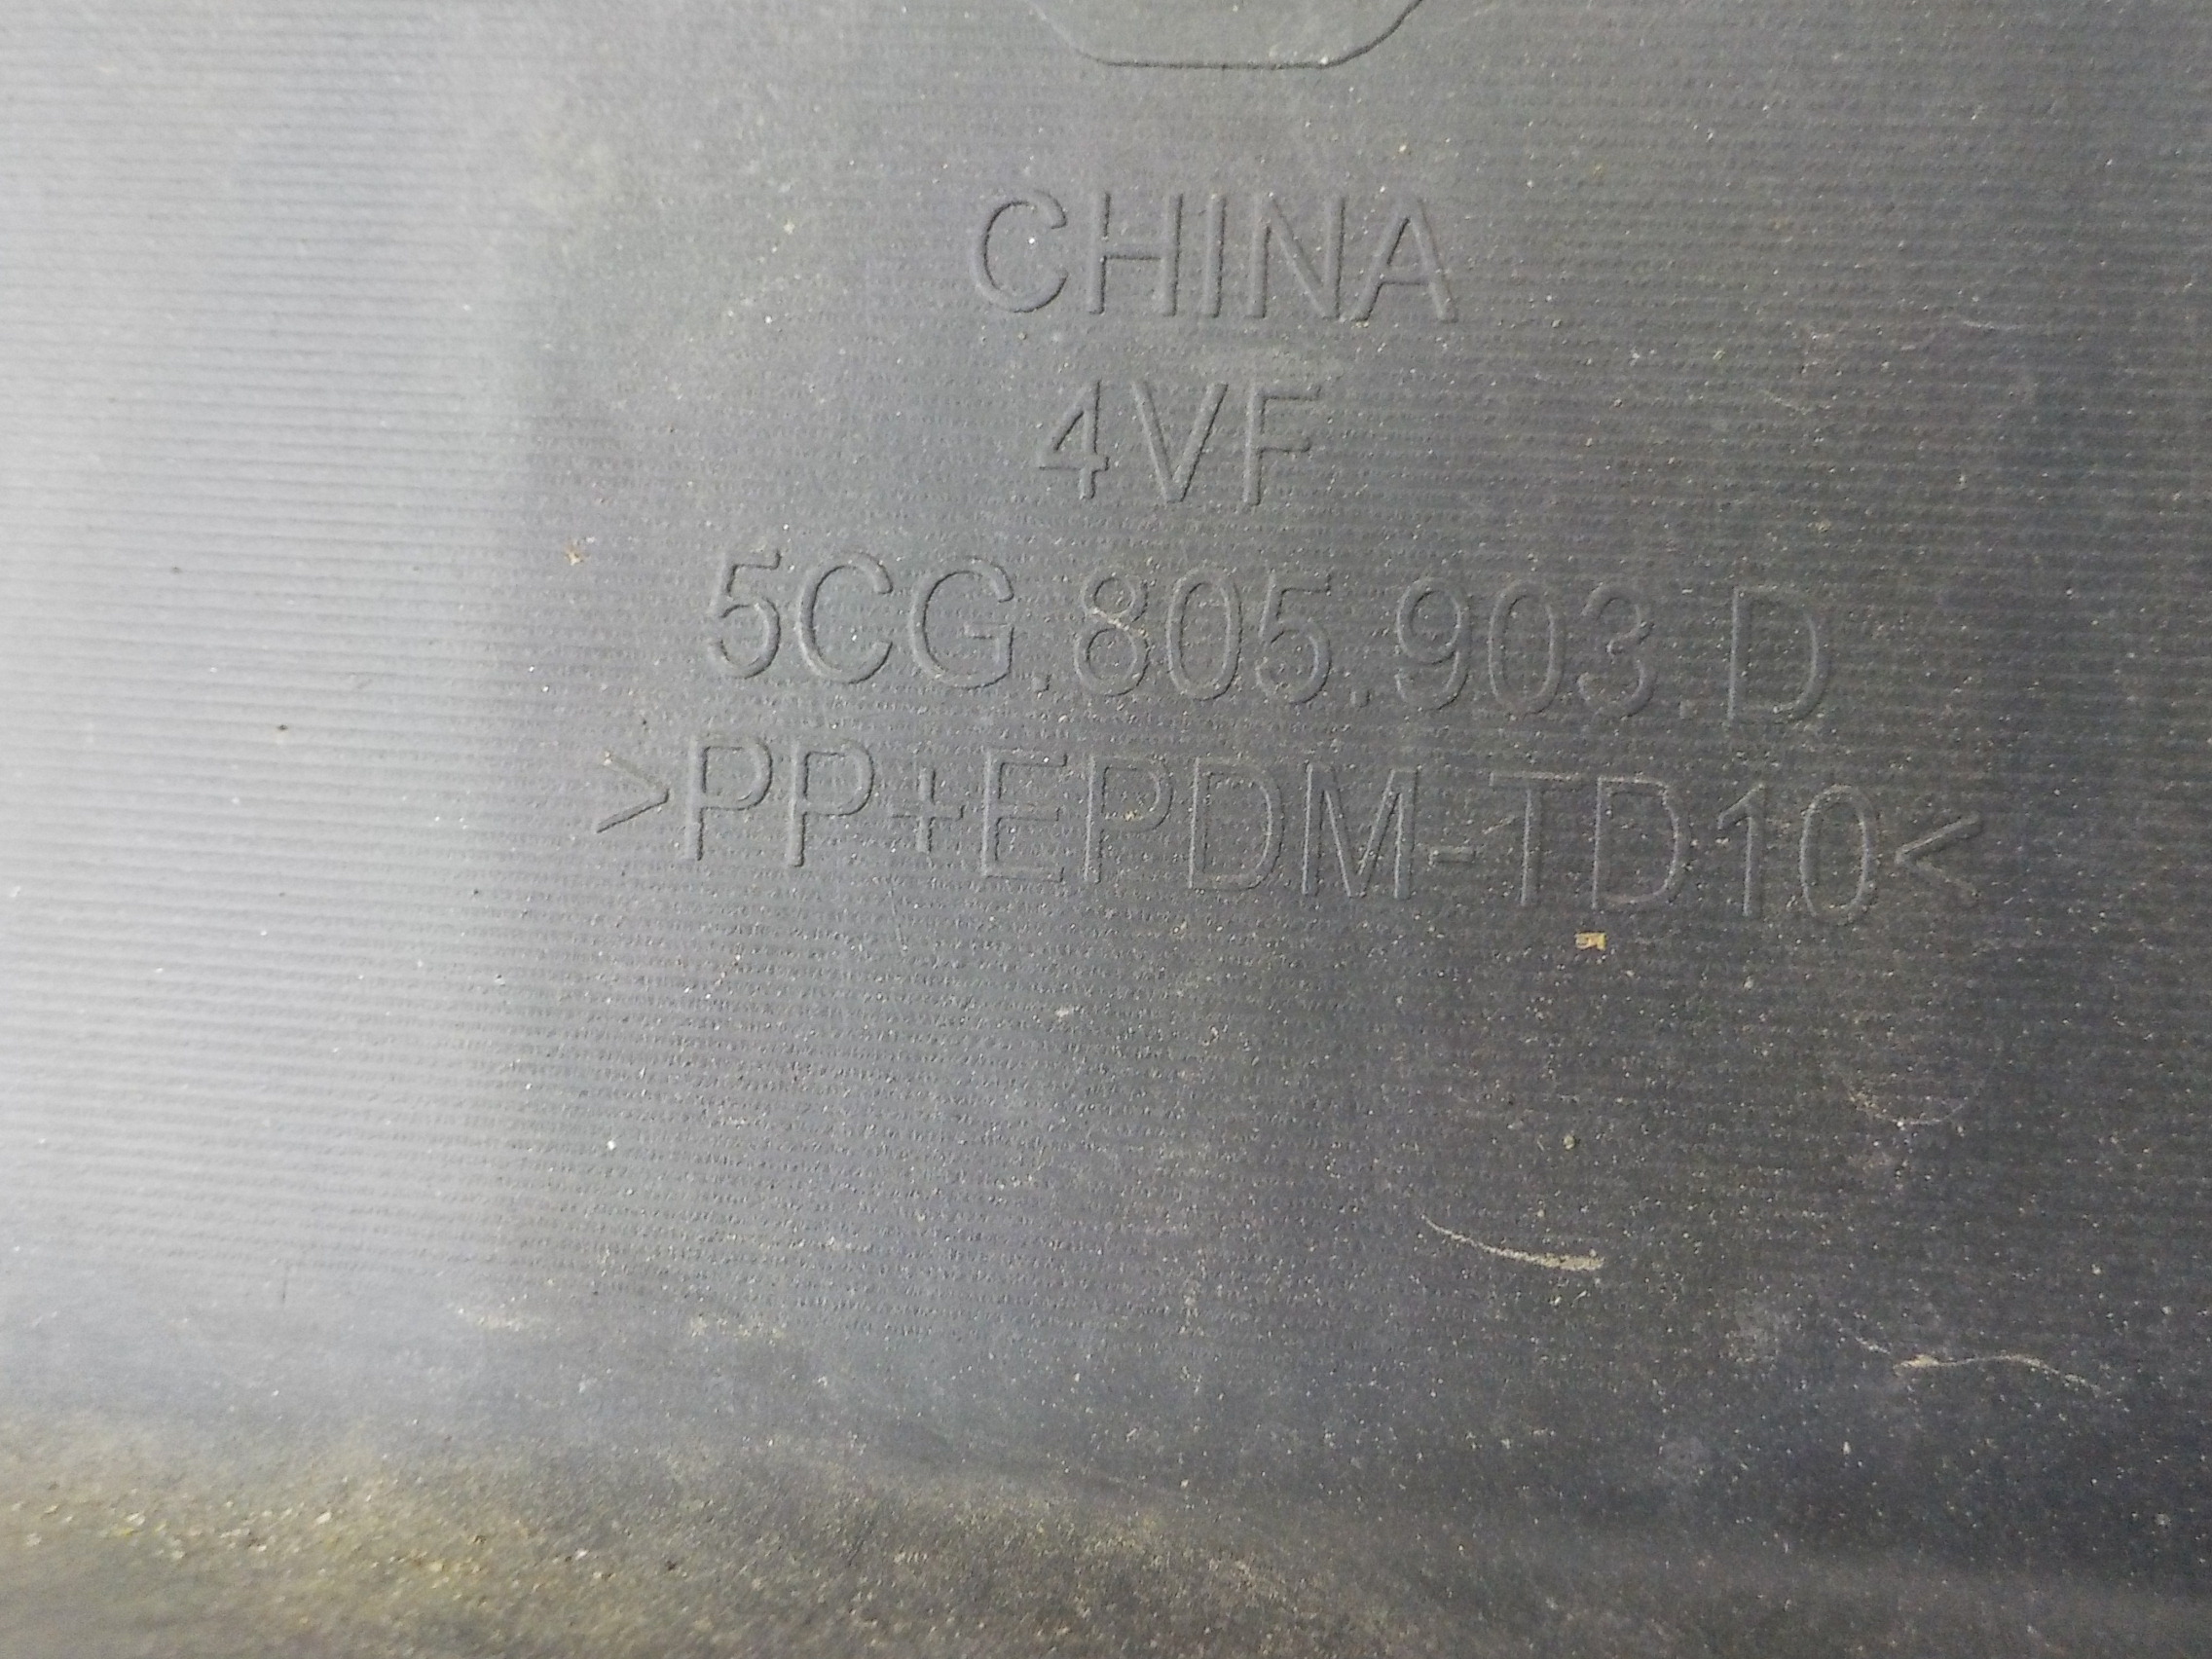 CHINA
4VF
5CG.805.903.D
>PP+EPDM-TD10<